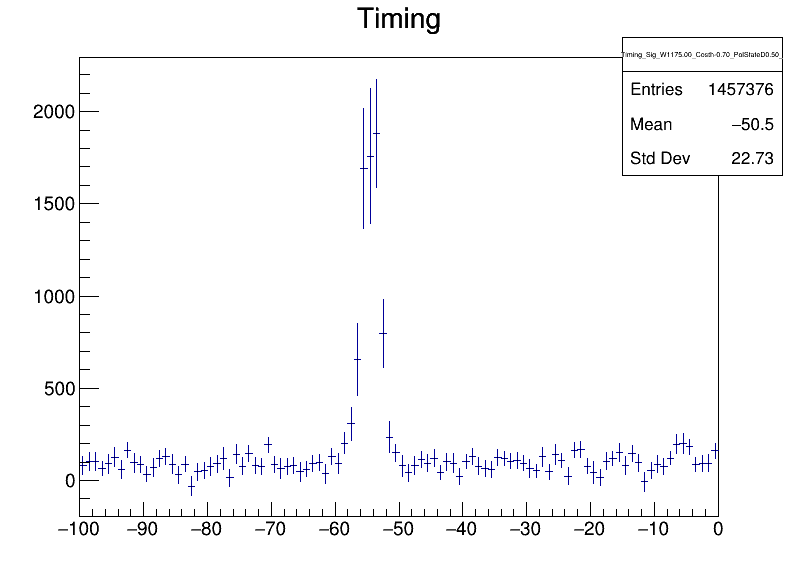 Timing
Timing_Sig_W1175.00_Costh-0.70_PolStateD0.50_
Entries 1457376
Mean −50.5
Std Dev 22.73
2000
1500
1000
500
0
−100 −90 −80 −70 −60 −50 −40 −30 −20 −10 0